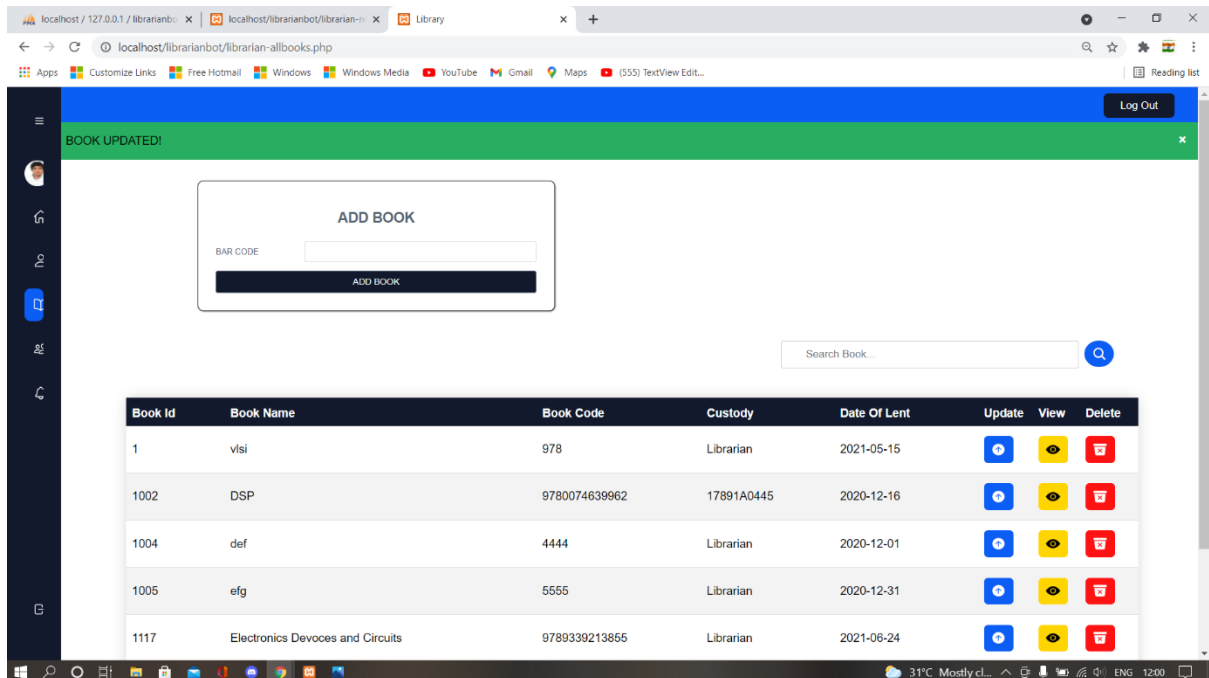 localhost / 127.0.0.1 / librarianbo
localhost/librarianbot/librarian-re
Library
localhost/librarianbot/librarian-allbooks.php
Apps Customize Links Free Hotmail Windows Windows Media YouTube Gmail Maps (555) TextView Edit... Reading list
Log Out
BOOK UPDATED!
ADD BOOK
BAR CODE
ADD BOOK
Search Book...
Book Id Book Name Book Code Custody Date Of Lent Update View Delete
1 vlsi 978 Librarian 2021-05-15
1002 DSP 9780074639962 17891A0445 2020-12-16
1004 def 4444 Librarian 2020-12-01
1005 efg 5555 Librarian 2020-12-31
1117 Electronics Devoces and Circuits 9789339213855 Librarian 2021-06-24
31°C Mostly cl... ENG 12:00